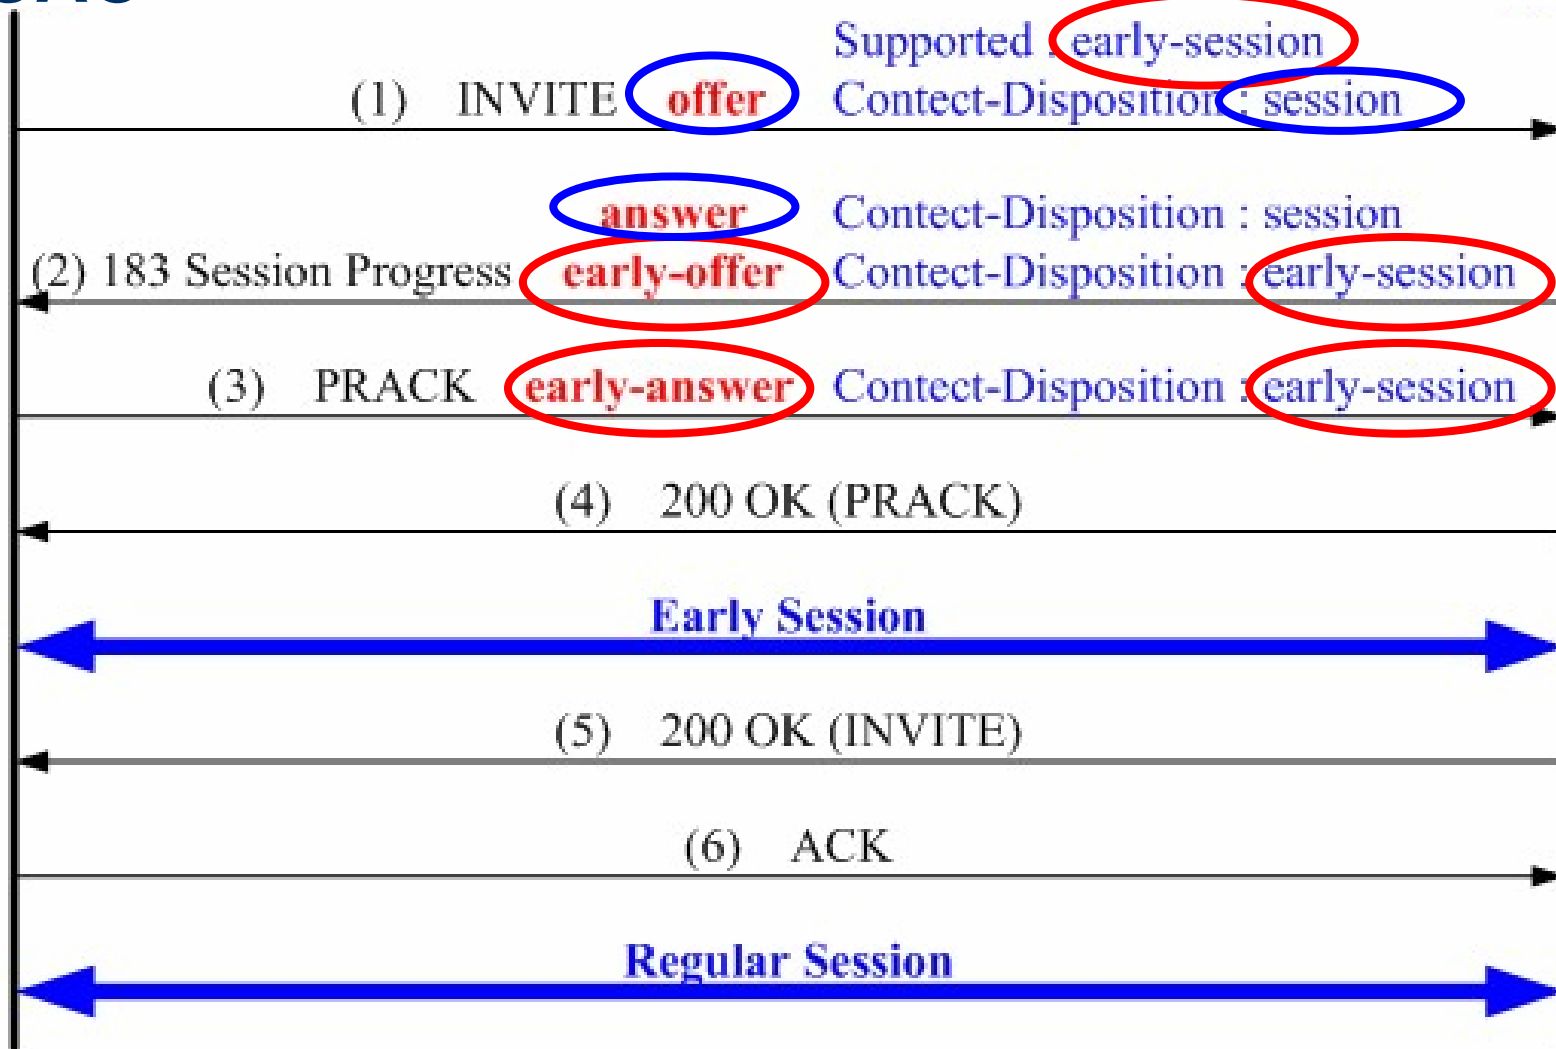 Supported : early-session
(1) INVITE offer Contect-Disposition : session
answer Contect-Disposition : session
(2) 183 Session Progress early-offer Contect-Disposition : early-session
(3) PRACK early-answer Contect-Disposition : early-session
(4) 200 OK (PRACK)
Early Session
(5) 200 OK (INVITE)
(6) ACK
Regular Session